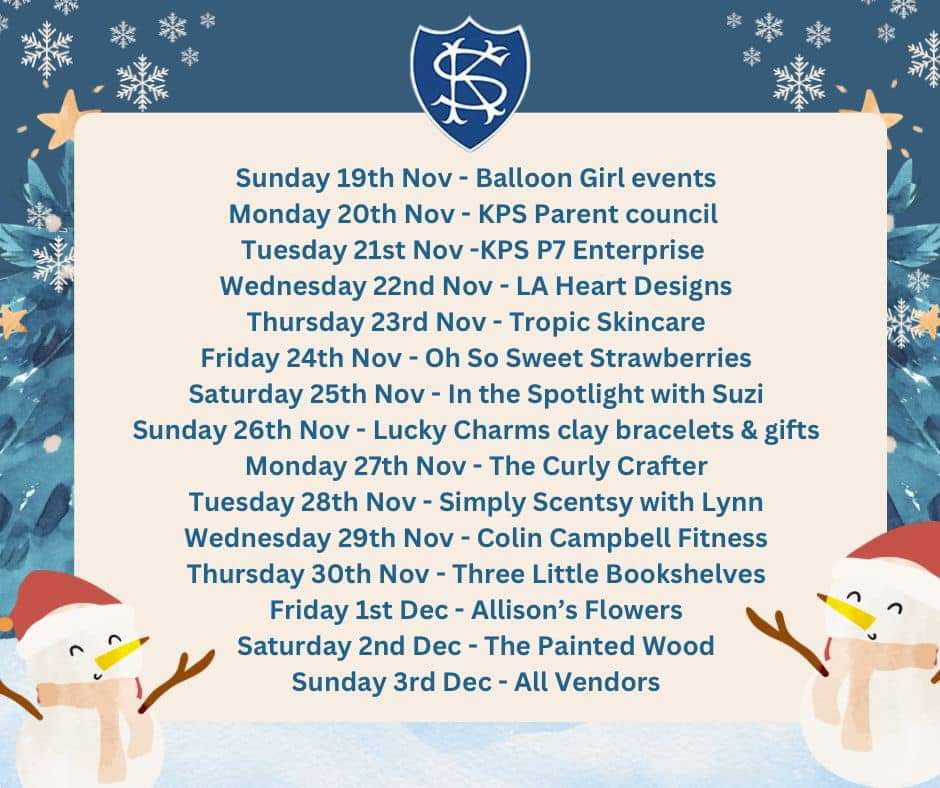 KS
Sunday 19th Nov - Balloon Girl events
Monday 20th Nov - KPS Parent council
Tuesday 21st Nov -KPS P7 Enterprise
Wednesday 22nd Nov - LA Heart Designs
Thursday 23rd Nov - Tropic Skincare
Friday 24th Nov - Oh So Sweet Strawberries
Saturday 25th Nov - In the Spotlight with Suzi
Sunday 26th Nov - Lucky Charms clay bracelets & gifts
Monday 27th Nov - The Curly Crafter
Tuesday 28th Nov - Simply Scentsy with Lynn
Wednesday 29th Nov - Colin Campbell Fitness
Thursday 30th Nov - Three Little Bookshelves
Friday 1st Dec - Allison’s Flowers
Saturday 2nd Dec - The Painted Wood
Sunday 3rd Dec - All Vendors